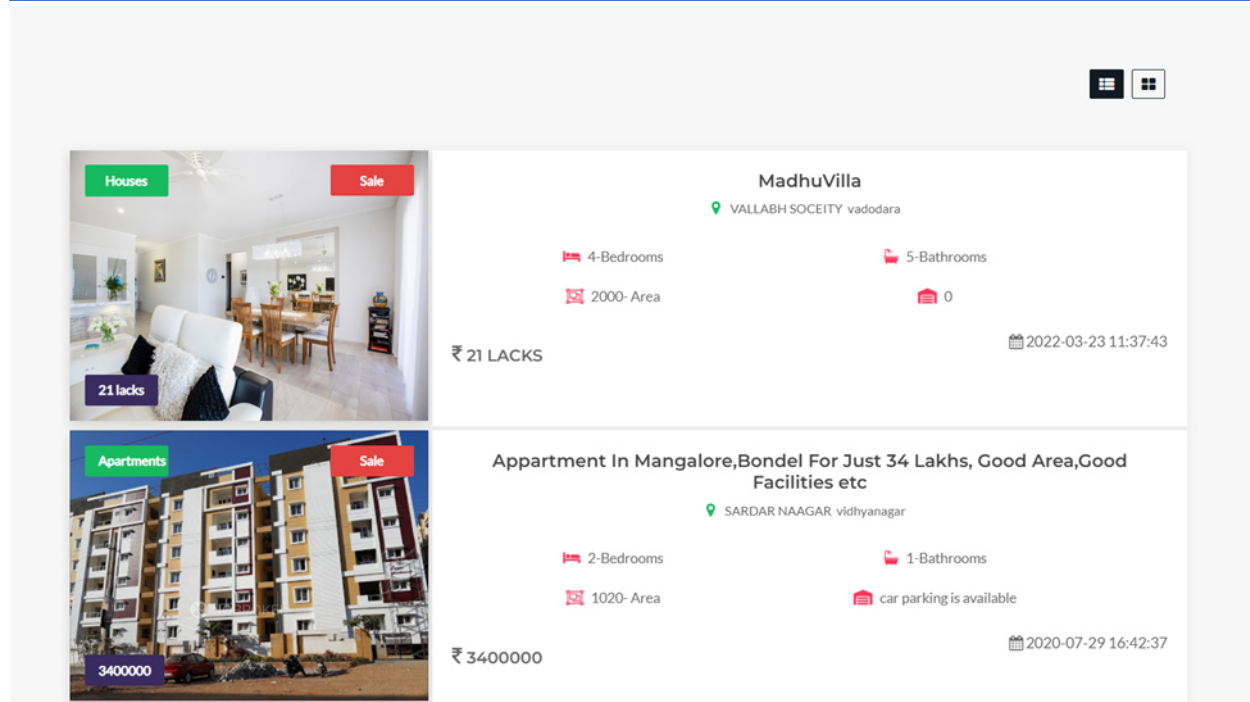 Houses
Sale
21 lacks
MadhuVilla
VALLABH SOCEITY vadodara
4-Bedrooms
5-Bathrooms
2000- Area
0
₹ 21 LACKS
2022-03-23 11:37:43
Apartments
Sale
3400000
Appartment In Mangalore,Bondel For Just 34 Lakhs, Good Area,Good
Facilities etc
SARDAR NAAGAR vidhyanagar
2-Bedrooms
1-Bathrooms
1020- Area
car parking is available
₹ 3400000
2020-07-29 16:42:37